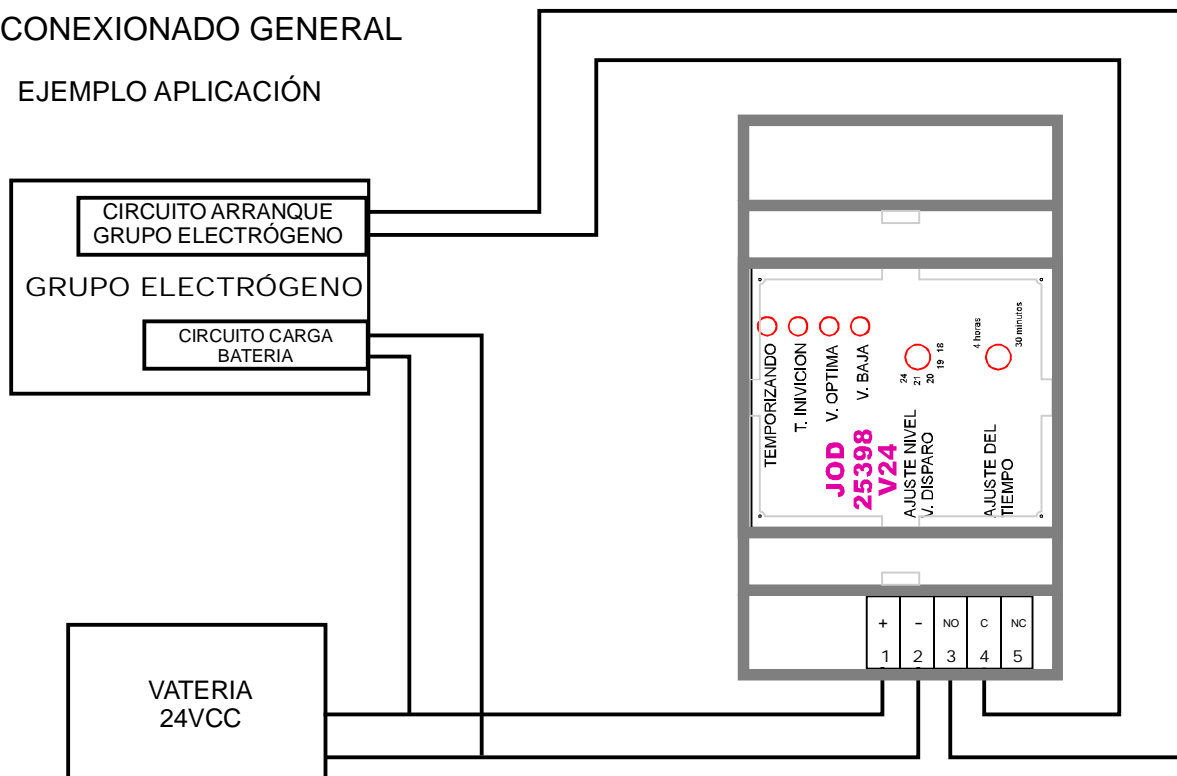 CONEXIONADO GENERAL
EJEMPLO APLICACIÓN
CIRCUITO ARRANQUE
GRUPO ELECTRÓGENO
GRUPO ELECTRÓGENO
CIRCUITO CARGA
BATERIA
VATERIA
24VCC
TEMPORIZANDO
T. INIVICION
V. OPTIMA
V. BAJA
JOD
25398
V24
24
21
20
19
18
AJUSTE NIVEL
V. DISPARO
4 horas
30 minutos
AJUSTE DEL
TIEMPO
+ - NO C NC
1 2 3 4 5